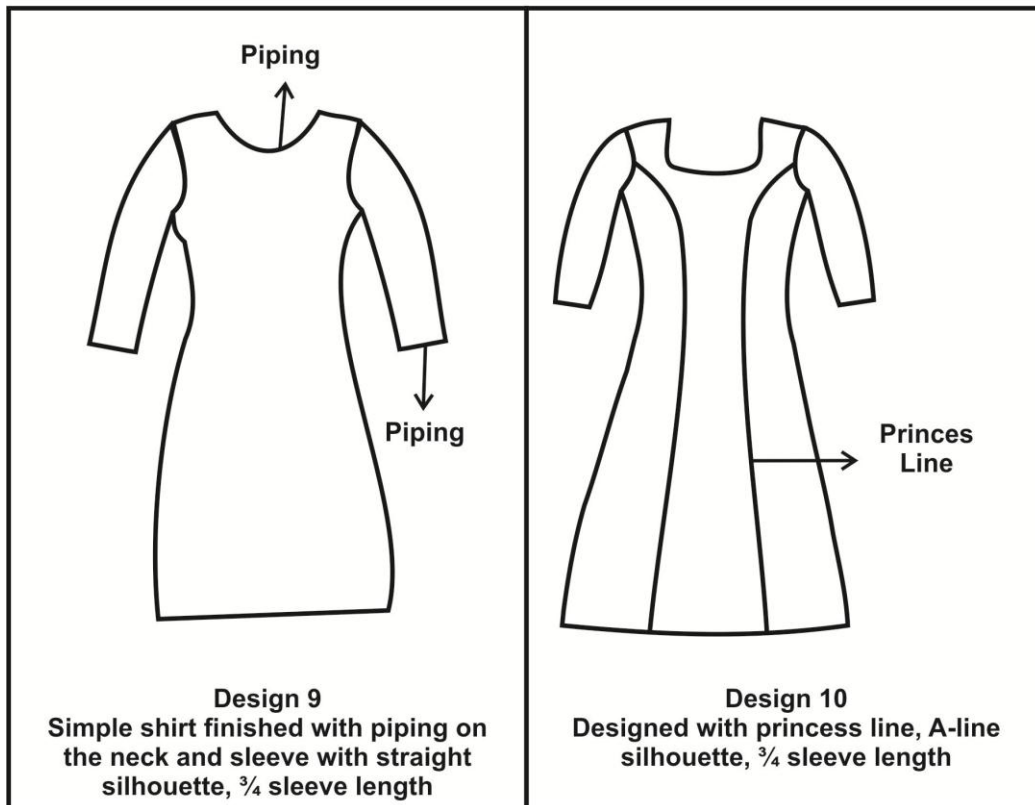 Piping
Piping
Design 9
Simple shirt finished with piping on
the neck and sleeve with straight
silhouette, ¾ sleeve length
Princes
Line
Design 10
Designed with princess line, A-line
silhouette, ¾ sleeve length